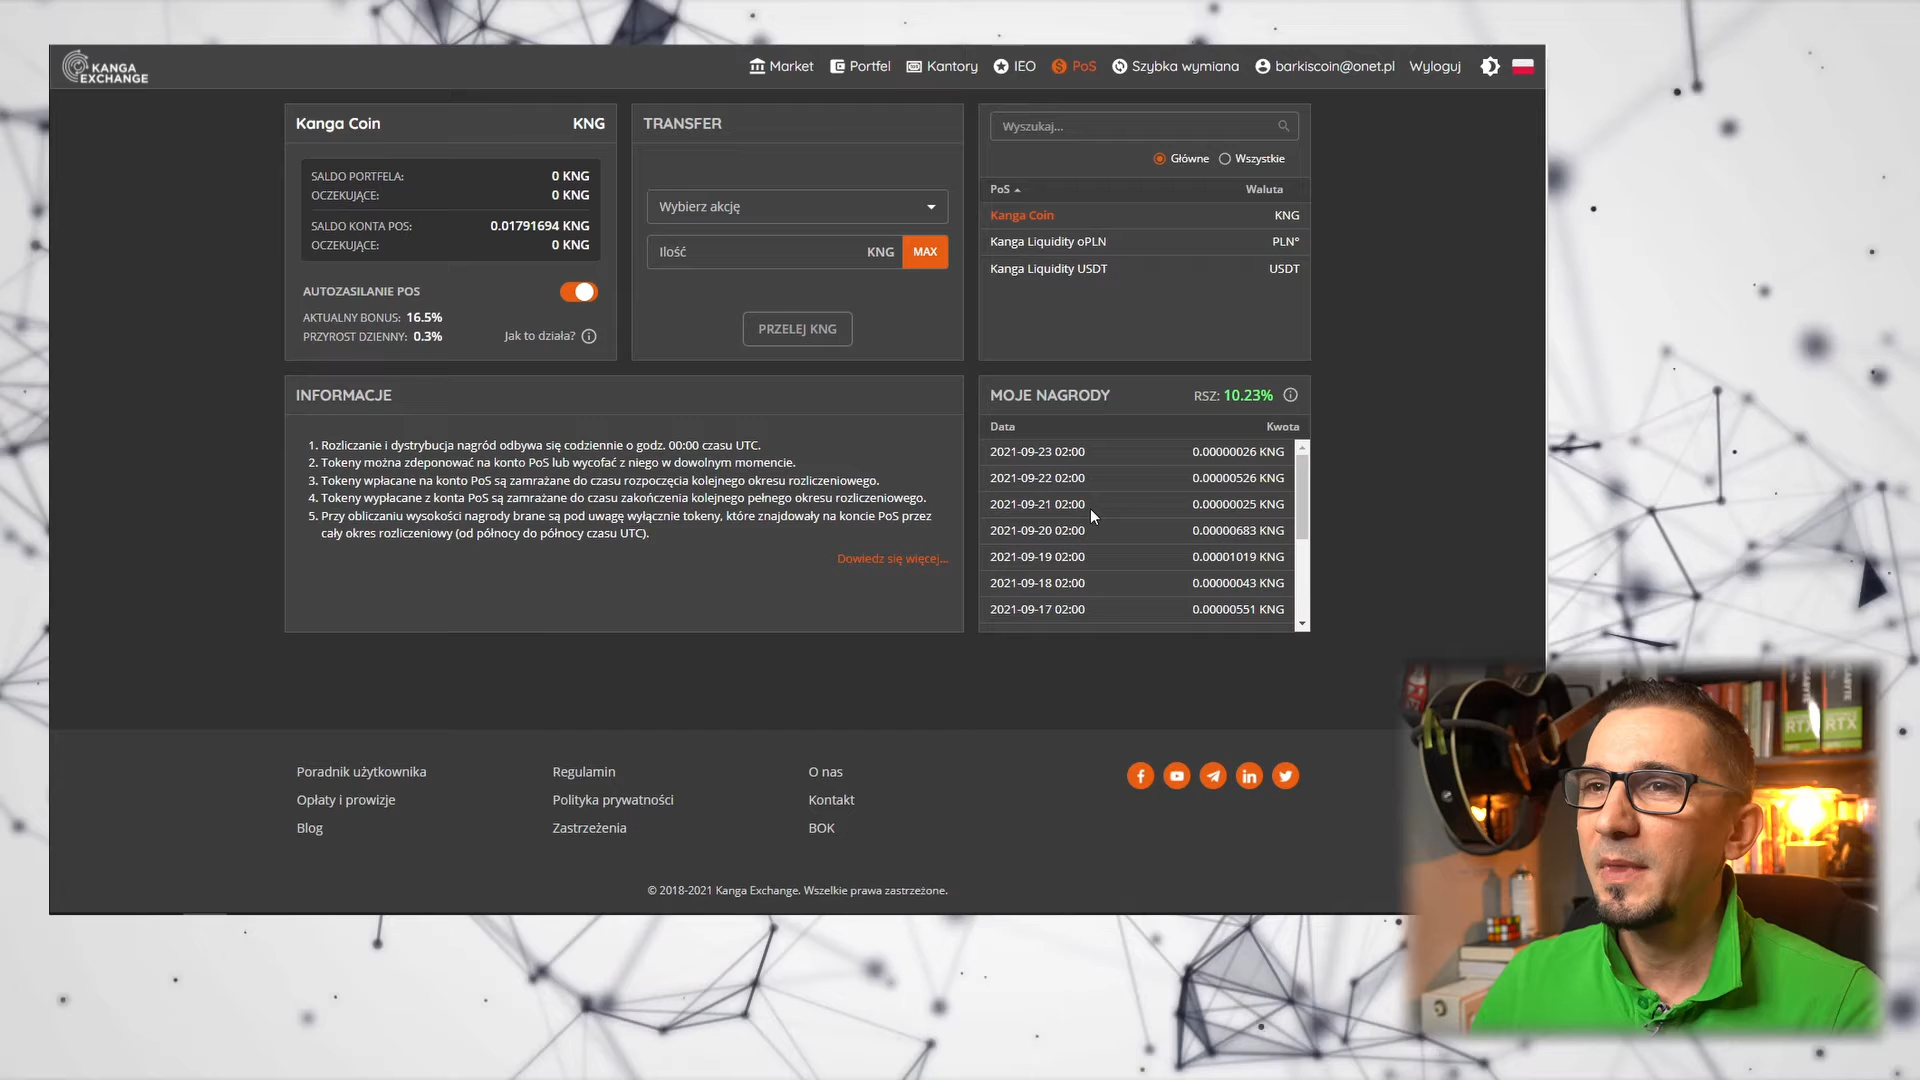 KANGA
EXCHANGE
Market
Portfel
Kantory
IEO
PoS
Szybka wymiana
barkiscoin@onet.pl
Wyloguj
Kanga Coin KNG
SALDO PORTFELA: 0 KNG
OCZEKUJĄCE: 0 KNG
SALDO KONTA POS: 0.01791694 KNG
OCZEKUJĄCE: 0 KNG
AUTOZASILANIE POS
AKTUALNY BONUS: 16.5%
PRZYROST DZIENNY: 0.3%
Jak to działa?
TRANSFER
Wybierz akcję
Ilość KNG MAX
PRZELEJ KNG
Wyszukaj...
Główne Wszystkie
PoS Waluta
Kanga Coin KNG
Kanga Liquidity oPLN PLN°
Kanga Liquidity USDT USDT
INFORMACJE
1. Rozliczanie i dystrybucja nagród odbywa się codziennie o godz. 00:00 czasu UTC.
2. Tokeny można zdeponować na konto PoS lub wycofać z niego w dowolnym momencie.
3. Tokeny wpłacane na konto PoS są zamrażane do czasu rozpoczęcia kolejnego okresu rozliczeniowego.
4. Tokeny wypłacane z konta PoS są zamrażane do czasu zakończenia kolejnego pełnego okresu rozliczeniowego.
5. Przy obliczaniu wysokości nagrody brane są pod uwagę wyłącznie tokeny, które znajdowały na koncie PoS przez
cały okres rozliczeniowy (od północy do północy czasu UTC).
Dowiedz się więcej...
MOJE NAGRODY RSZ: 10.23%
Data Kwota
2021-09-23 02:00 0.00000026 KNG
2021-09-22 02:00 0.00000526 KNG
2021-09-21 02:00 0.00000025 KNG
2021-09-20 02:00 0.00000683 KNG
2021-09-19 02:00 0.00001019 KNG
2021-09-18 02:00 0.00000043 KNG
2021-09-17 02:00 0.00000551 KNG
Poradnik użytkownika
Opłaty i prowizje
Blog
Regulamin
Polityka prywatności
Zastrzeżenia
O nas
Kontakt
BOK
© 2018-2021 Kanga Exchange. Wszelkie prawa zastrzeżone.
RTX
RTX